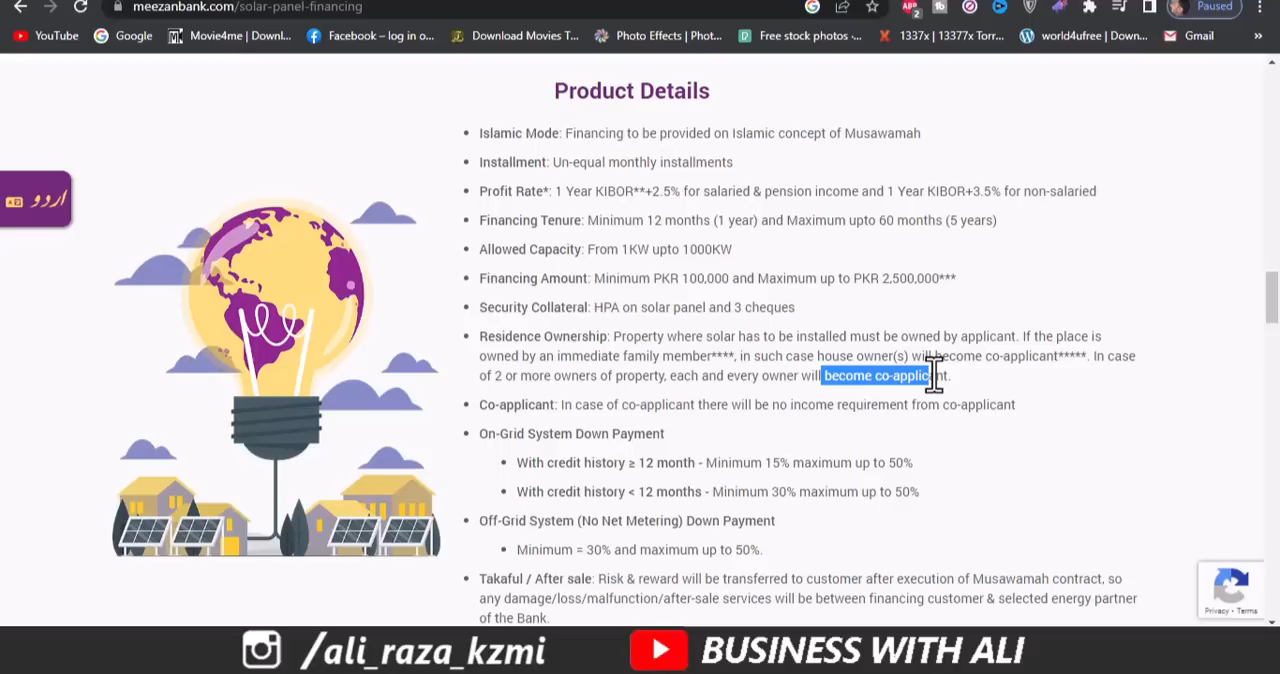 meezanbank.com/solar-panel-financing
Paused
2
YouTube
Google
Movie4me | Downl...
Facebook – log in o...
Download Movies T...
Photo Effects | Phot...
Free stock photos -...
1337x | 13377x Torr...
world4ufree | Down...
Gmail
»
Product Details
اردو
• Islamic Mode: Financing to be provided on Islamic concept of Musawamah
• Installment: Un-equal monthly installments
• Profit Rate*: 1 Year KIBOR**+2.5% for salaried & pension income and 1 Year KIBOR+3.5% for non-salaried
• Financing Tenure: Minimum 12 months (1 year) and Maximum upto 60 months (5 years)
• Allowed Capacity: From 1KW upto 1000KW
• Financing Amount: Minimum PKR 100,000 and Maximum up to PKR 2,500,000***
• Security Collateral: HPA on solar panel and 3 cheques
• Residence Ownership: Property where solar has to be installed must be owned by applicant. If the place is
owned by an immediate family member****, in such case house owner(s) will become co-applicant*****. In case
of 2 or more owners of property, each and every owner will become co-applicant.
• Co-applicant: In case of co-applicant there will be no income requirement from co-applicant
• On-Grid System Down Payment
• With credit history ≥ 12 month - Minimum 15% maximum up to 50%
• With credit history < 12 months - Minimum 30% maximum up to 50%
• Off-Grid System (No Net Metering) Down Payment
• Minimum = 30% and maximum up to 50%.
• Takaful / After sale: Risk & reward will be transferred to customer after execution of Musawamah contract, so
any damage/loss/malfunction/after-sale services will be between financing customer & selected energy partner
of the Bank.
Privacy - Terms
/ali_raza_kzmi
BUSINESS WITH ALI